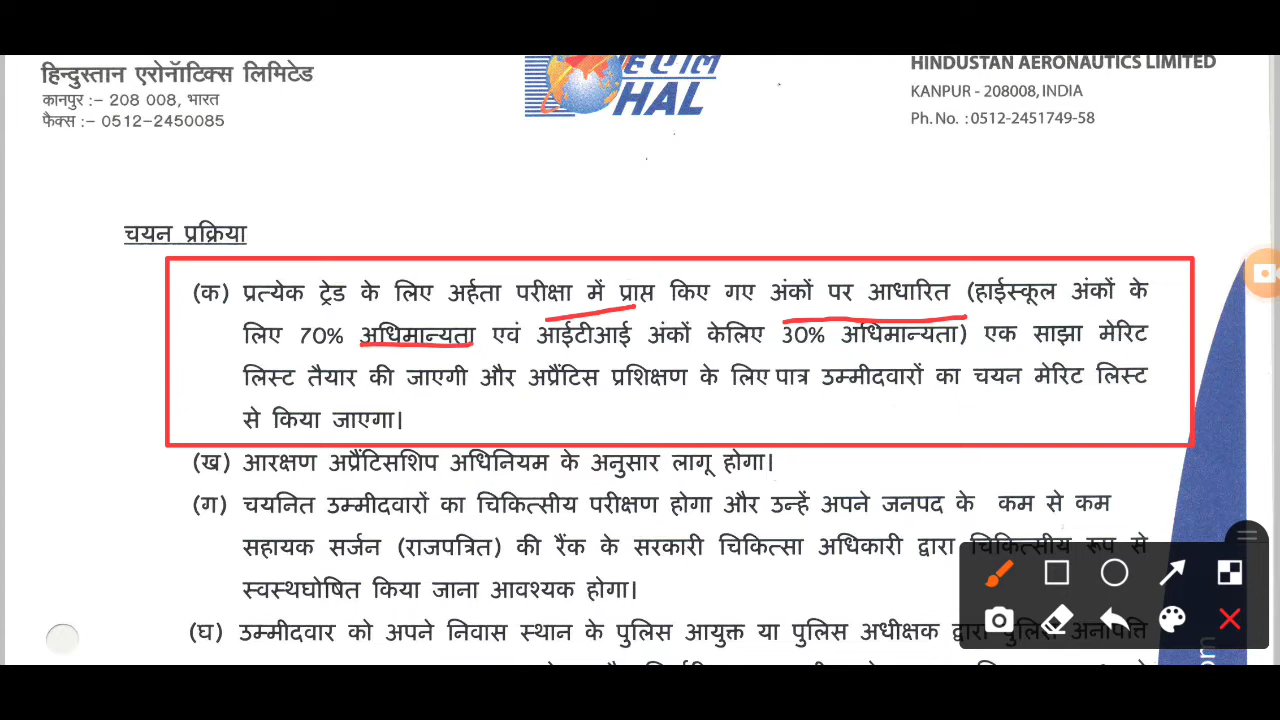 हिन्दुस्तान एरोनॉटिक्स लिमिटेड
कानपुर :- 208 008, भारत
फैक्स :- 0512-2450085
एचएएल
HAL
HINDUSTAN AERONAUTICS LIMITED
KANPUR - 208008, INDIA
Ph. No. : 0512-2451749-58
चयन प्रक्रिया
(क) प्रत्येक ट्रेड के लिए अर्हता परीक्षा में प्राप्त किए गए अंकों पर आधारित (हाईस्कूल अंकों के
लिए 70% अधिमान्यता एवं आईटीआई अंकों केलिए 30% अधिमान्यता) एक साझा मेरिट
लिस्ट तैयार की जाएगी और अप्रैंटिस प्रशिक्षण के लिए पात्र उम्मीदवारों का चयन मेरिट लिस्ट
से किया जाएगा।
(ख) आरक्षण अप्रैंटिसशिप अधिनियम के अनुसार लागू होगा।
(ग) चयनित उम्मीदवारों का चिकित्सीय परीक्षण होगा और उन्हें अपने जनपद के कम से कम
सहायक सर्जन (राजपत्रित) की रैंक के सरकारी चिकित्सा अधिकारी द्वारा चिकित्सीय रूप से
स्वस्थघोषित किया जाना आवश्यक होगा।
(घ) उम्मीदवार को अपने निवास स्थान के पुलिस आयुक्त या पुलिस अधीक्षक द्वारा पुलिस अनापत्ति
om